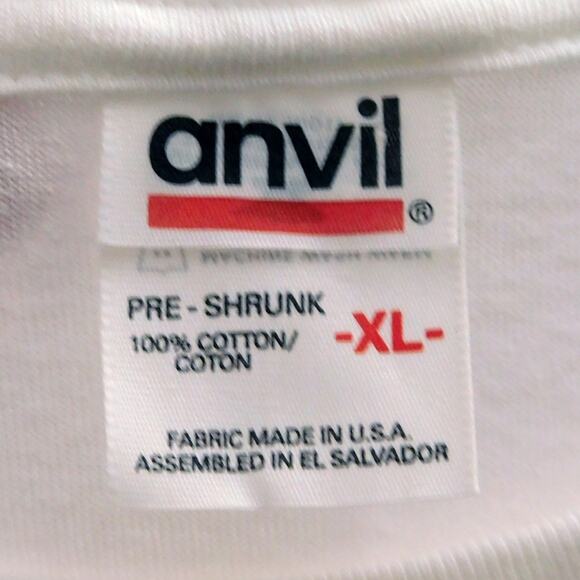 anvil®
PRE - SHRUNK
100% COTTON/
COTON
-XL-
FABRIC MADE IN U.S.A.
ASSEMBLED IN EL SALVADOR